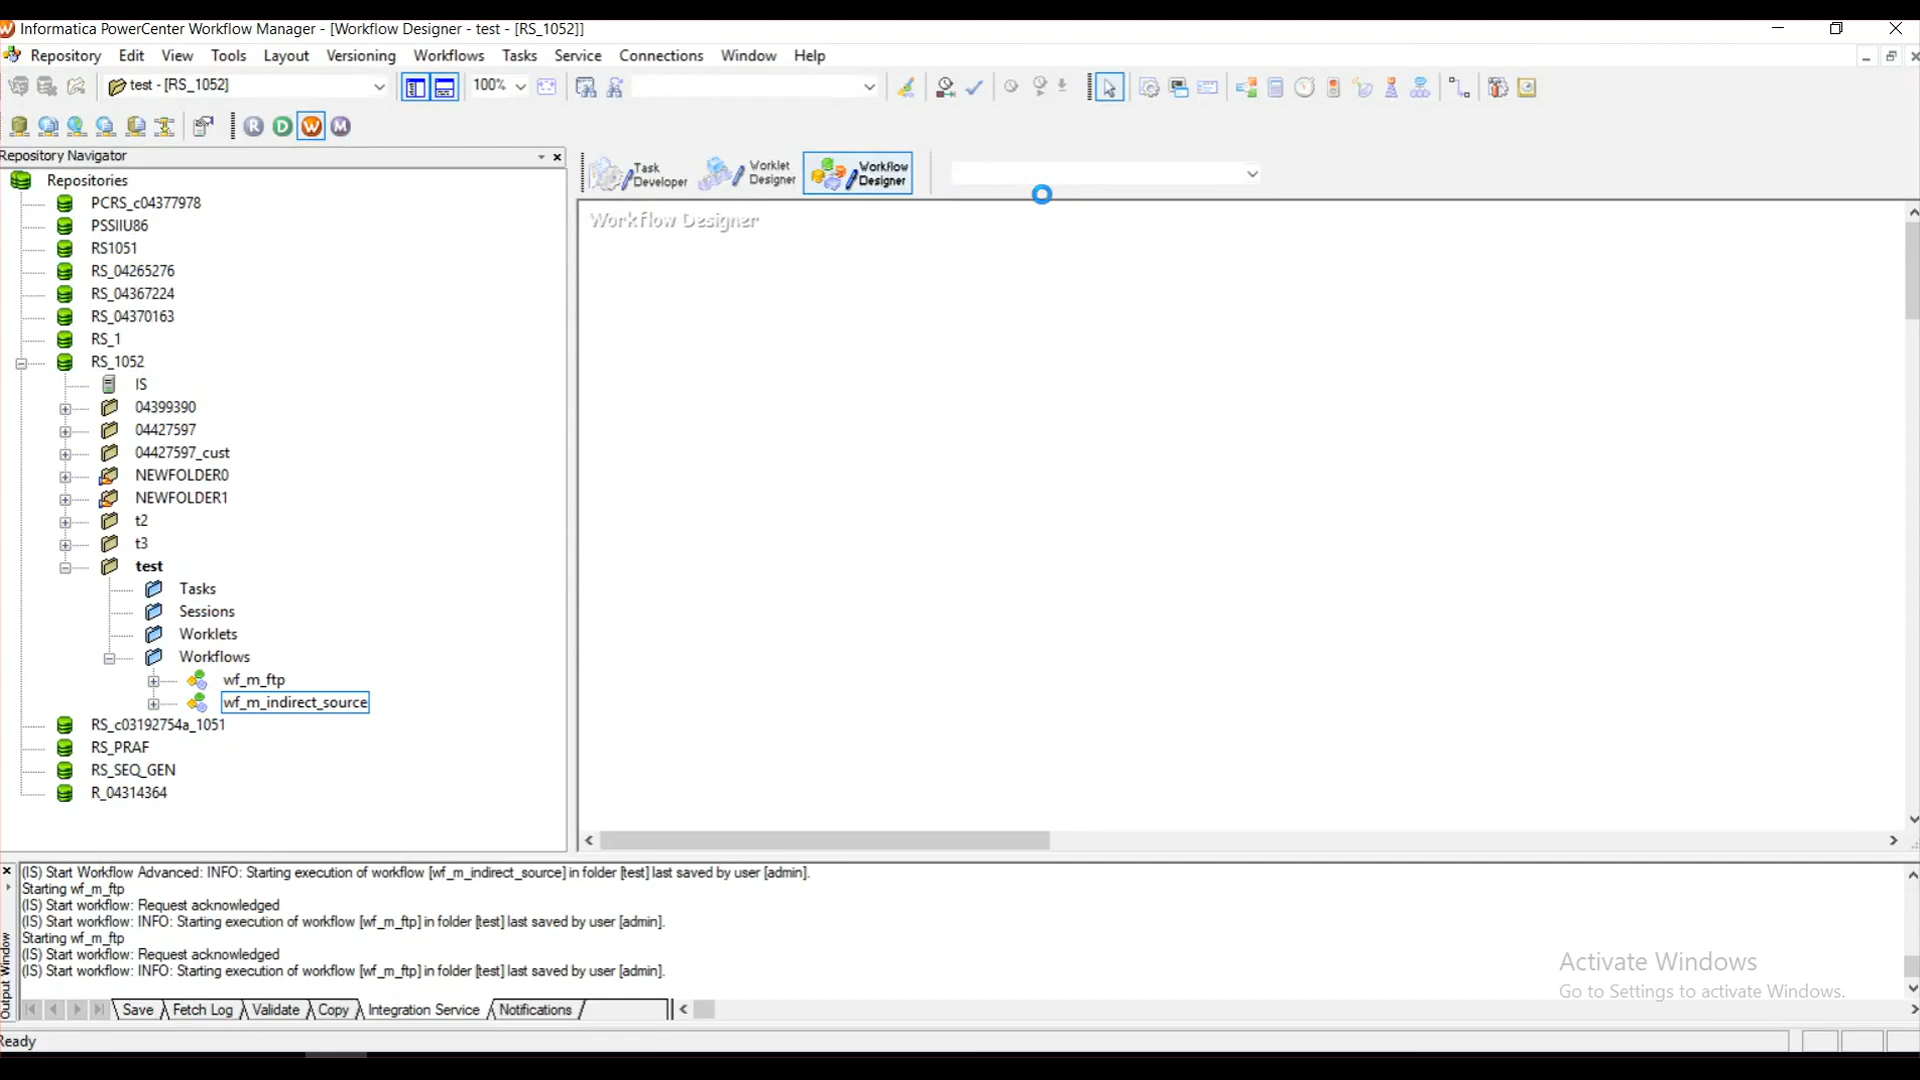 Informatica PowerCenter Workflow Manager - [Workflow Designer - test - [RS_1052]]
Repository Edit View Tools Layout Versioning Workflows Tasks Service Connections Window Help
test - [RS_1052] 100%
R D W M
Repository Navigator
Task Developer
Worklet Designer
Workflow Designer
Repositories
Workflow Designer
PCRS_c04377978
PSSIIU86
RS1051
RS_04265276
RS_04367224
RS_04370163
RS_1
RS_1052
IS
04399390
04427597
04427597_cust
NEWFOLDER0
NEWFOLDER1
t2
t3
test
Tasks
Sessions
Worklets
Workflows
wf_m_ftp
wf_m_indirect_source
RS_c03192754a_1051
RS_PRAF
RS_SEQ_GEN
R_04314364
(IS) Start Workflow Advanced: INFO: Starting execution of workflow [wf_m_indirect_source] in folder [test] last saved by user [admin].
Starting wf_m_ftp
(IS) Start workflow: Request acknowledged
(IS) Start workflow: INFO: Starting execution of workflow [wf_m_ftp] in folder [test] last saved by user [admin].
Starting wf_m_ftp
(IS) Start workflow: Request acknowledged
(IS) Start workflow: INFO: Starting execution of workflow [wf_m_ftp] in folder [test] last saved by user [admin].
Output Window
Activate Windows
Go to Settings to activate Windows.
Save Fetch Log Validate Copy Integration Service Notifications
Ready